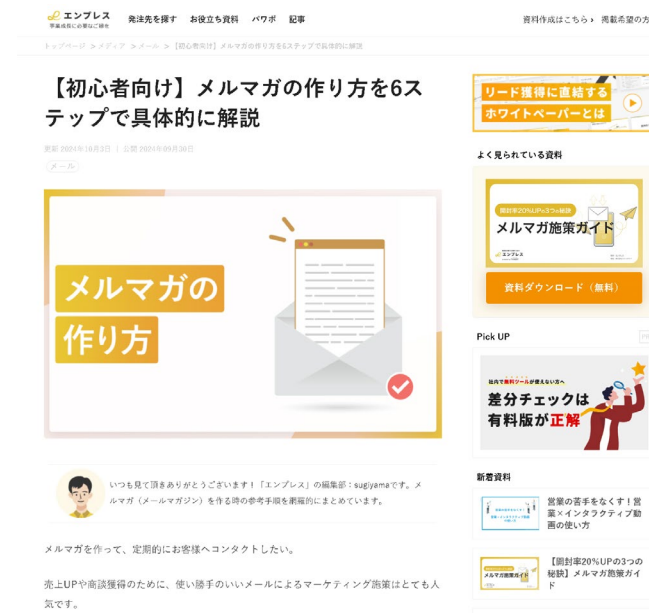 エンプレス
事業成長に必要なご縁を
発注先を探す お役立ち資料 パワポ 記事
資料作成はこちら › 掲載希望の方
トップページ > メディア > メール > 【初心者向け】メルマガの作り方を6ステップで具体的に解説
【初心者向け】メルマガの作り方を6ス
テップで具体的に解説
更新 2024年10月3日 | 公開 2024年09月30日
メール
メルマガの
作り方
いつも見て頂きありがとうございます！「エンプレス」の編集部：sugiyamaです。メ
ルマガ（メールマガジン）を作る時の参考手順を網羅的にまとめています。
メルマガを作って、定期的にお客様へコンタクトしたい。
売上UPや商談獲得のために、使い勝手のいいメールによるマーケティング施策はとても人
気です。
リード獲得に直結する
ホワイトペーパーとは
よく見られている資料
開封率20%UPの3つの秘訣
メルマガ施策ガイド
エンプレス
資料ダウンロード（無料）
Pick UP
社内で無料ツールが使えない方へ
差分チェックは
有料版が正解
新着資料
営業の苦手をなくす！営
業×インタラクティブ動
画の使い方
メルマガ施策ガイド
【開封率20%UPの3つの
秘訣】メルマガ施策ガイ
ド